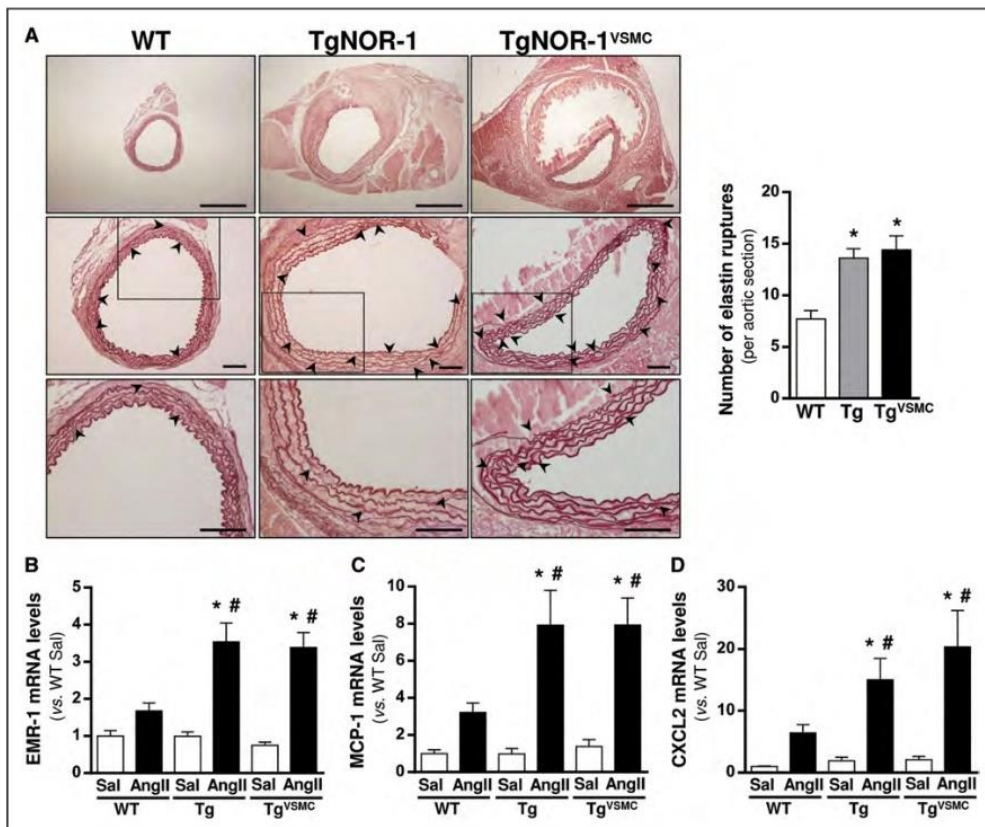 A
WT
TgNOR-1
TgNOR-1VSMC
Number of elastin ruptures
(per aortic section)
20
15
10
5
0
*
*
WT
Tg
TgVSMC
B
EMR-1 mRNA levels
(vs. WT Sal)
5
4
3
2
1
0
* #
* #
Sal AngII Sal AngII Sal AngII
WT
Tg
TgVSMC
C
MCP-1 mRNA levels
(vs. WT Sal)
10
8
6
4
2
0
* #
* #
Sal AngII Sal AngII Sal AngII
WT
Tg
TgVSMC
D
CXCL2 mRNA levels
(vs. WT Sal)
30
20
10
0
* #
* #
Sal AngII Sal AngII Sal AngII
WT
Tg
TgVSMC